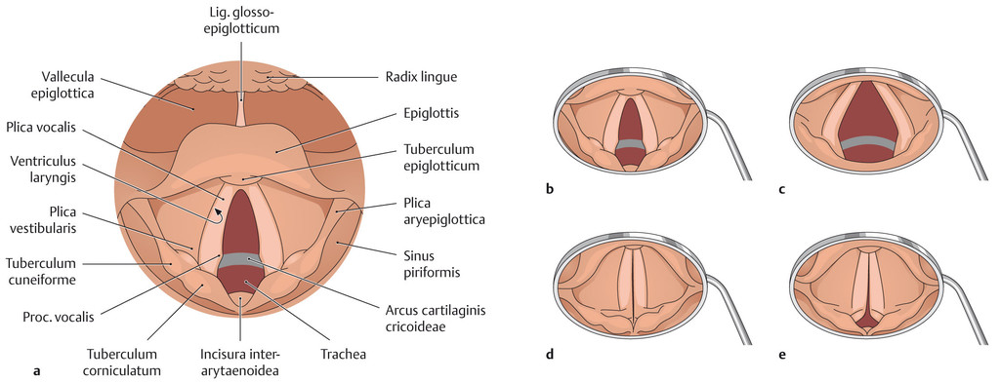 Lig. glosso-
epiglotticum
Vallecula
epiglottica
Plica vocalis
Ventriculus
laryngis
Plica
vestibularis
Tuberculum
cuneiforme
Proc. vocalis
Tuberculum
corniculatum
Incisura inter-
arytaenoidea
Trachea
Radix lingue
Epiglottis
Tuberculum
epiglotticum
Plica
aryepiglottica
Sinus
piriformis
Arcus cartilaginis
cricoideae
a
b
c
d
e